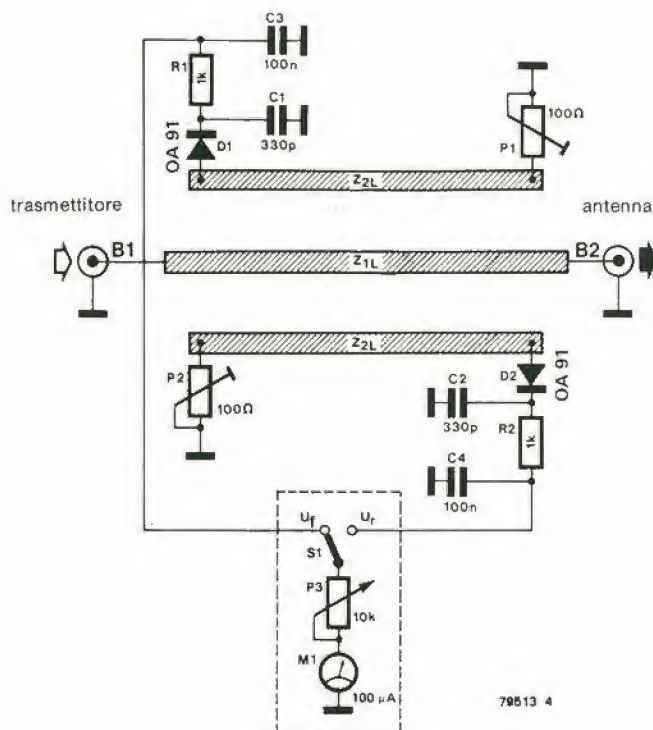 C3
100n
R1
1k
C1
330p
OA 91
D1
100Ω
P1
Z2L
trasmettitore
antenna
B1
B2
Z1L
Z2L
P2
100Ω
D2
OA 91
C2
330p
R2
1k
C4
100n
Uf
Ur
S1
P3
10k
M1
100 µA
79513 4